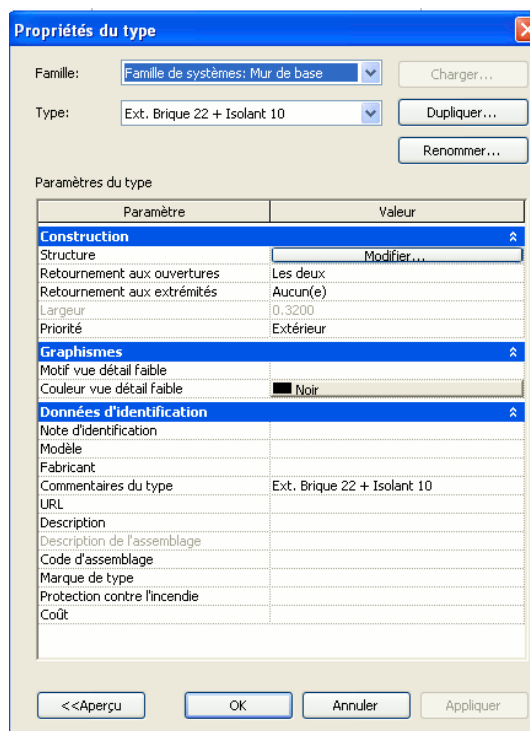 Propriétés du type
Famille: Famille de systèmes: Mur de base Charger...
Type: Ext. Brique 22 + Isolant 10 Dupliquer...
Renommer...
Paramètres du type
Paramètre Valeur
Construction
Structure Modifier...
Retournement aux ouvertures Les deux
Retournement aux extrémités Aucun(e)
Largeur 0.3200
Priorité Extérieur
Graphismes
Motif vue détail faible
Couleur vue détail faible Noir
Données d'identification
Note d'identification
Modèle
Fabricant
Commentaires du type Ext. Brique 22 + Isolant 10
URL
Description
Description de l'assemblage
Code d'assemblage
Marque de type
Protection contre l'incendie
Coût
<<Aperçu OK Annuler Appliquer